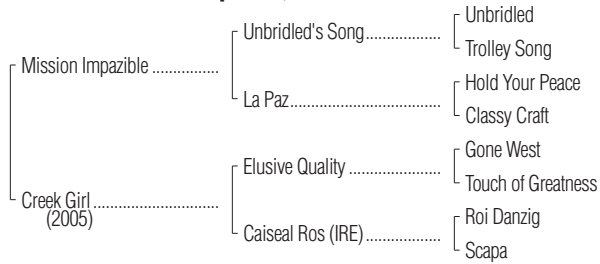 Unbridled
Unbridled's Song..................
Trolley Song
Mission Impazible ................
Hold Your Peace
La Paz.....................................
Classy Craft
Gone West
Elusive Quality ......................
Touch of Greatness
Creek Girl..............................
(2005)
Roi Danzig
Caiseal Ros (IRE)..................
Scapa